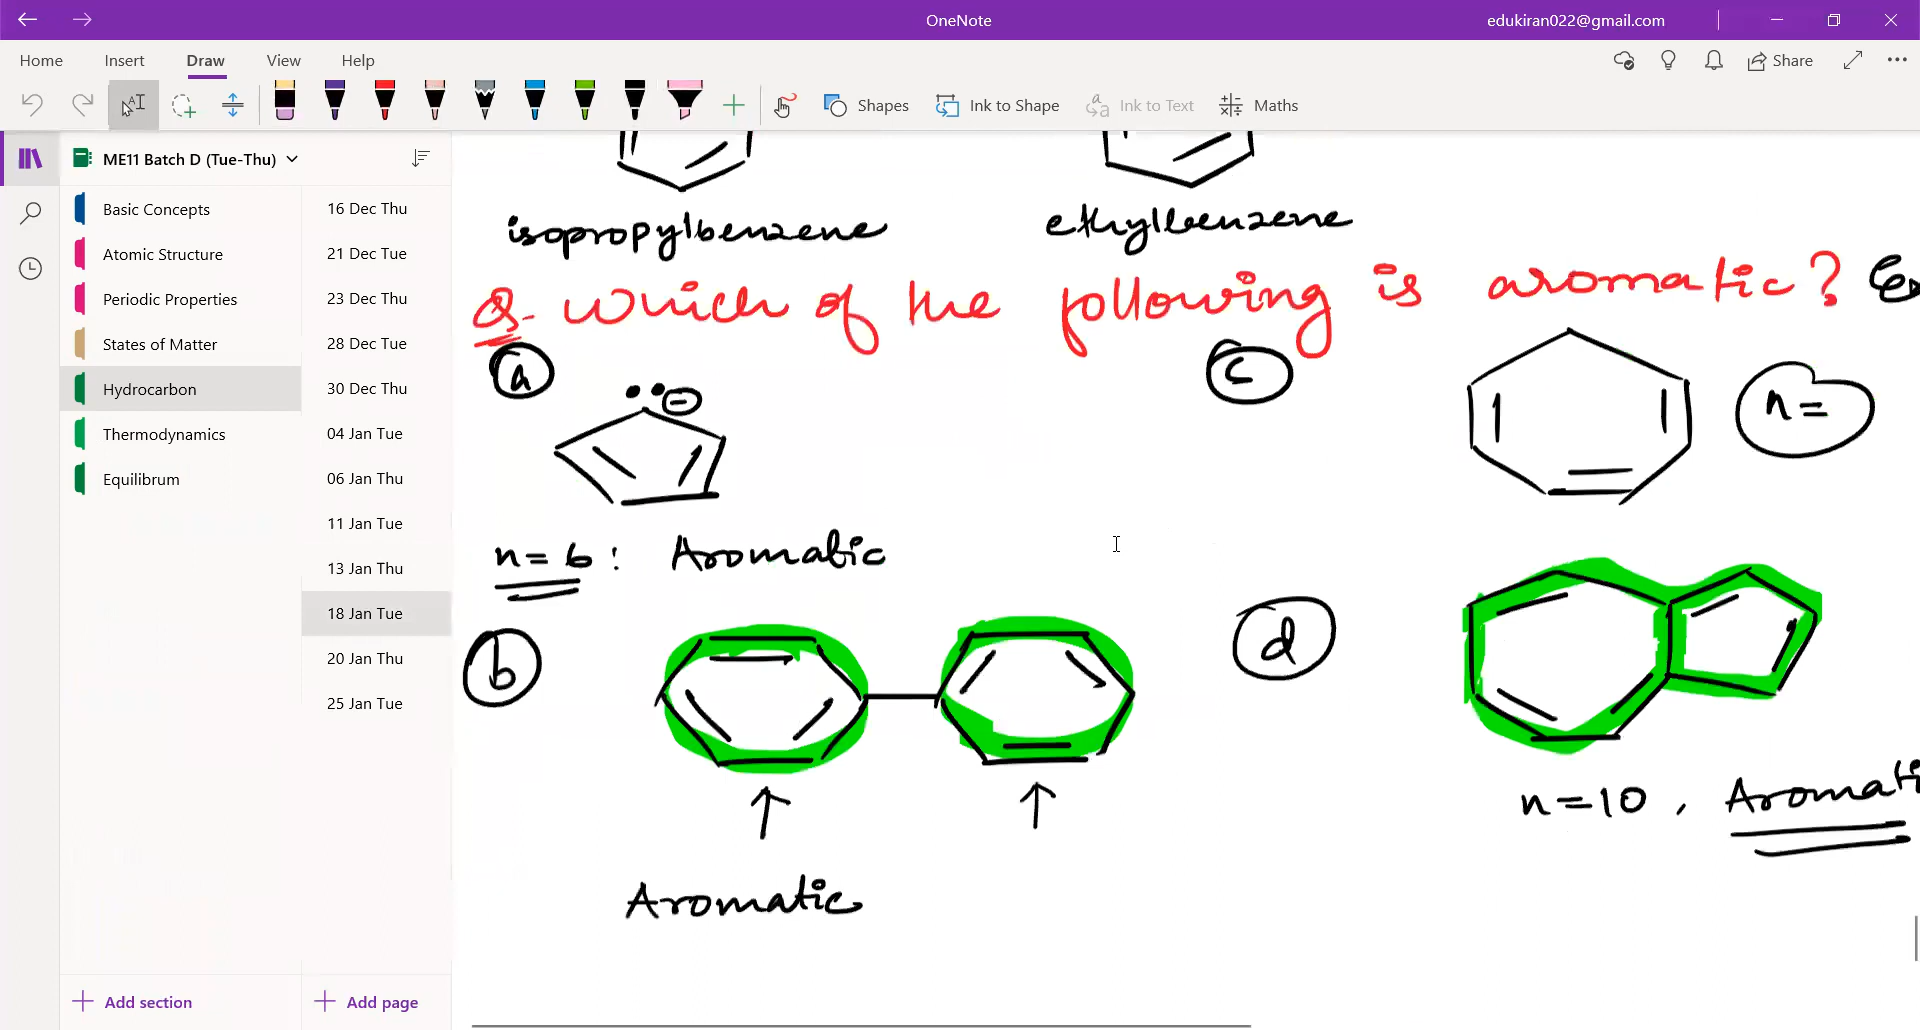 OneNote
edukiran022@gmail.com
Home Insert Draw View Help
Share
Shapes
Ink to Shape
Ink to Text
Maths
ME11 Batch D (Tue-Thu)
Basic Concepts
Atomic Structure
Periodic Properties
States of Matter
Hydrocarbon
Thermodynamics
Equilibrum
16 Dec Thu
21 Dec Tue
23 Dec Thu
28 Dec Tue
30 Dec Thu
04 Jan Tue
06 Jan Thu
11 Jan Tue
13 Jan Thu
18 Jan Tue
20 Jan Thu
25 Jan Tue
Add section
Add page
isopropylbenzene
ethylbenzene
Q. which of the following is aromatic?
a
c
n =
n = 6 : Aromatic
b
d
n = 10 , Aromati
Aromatic